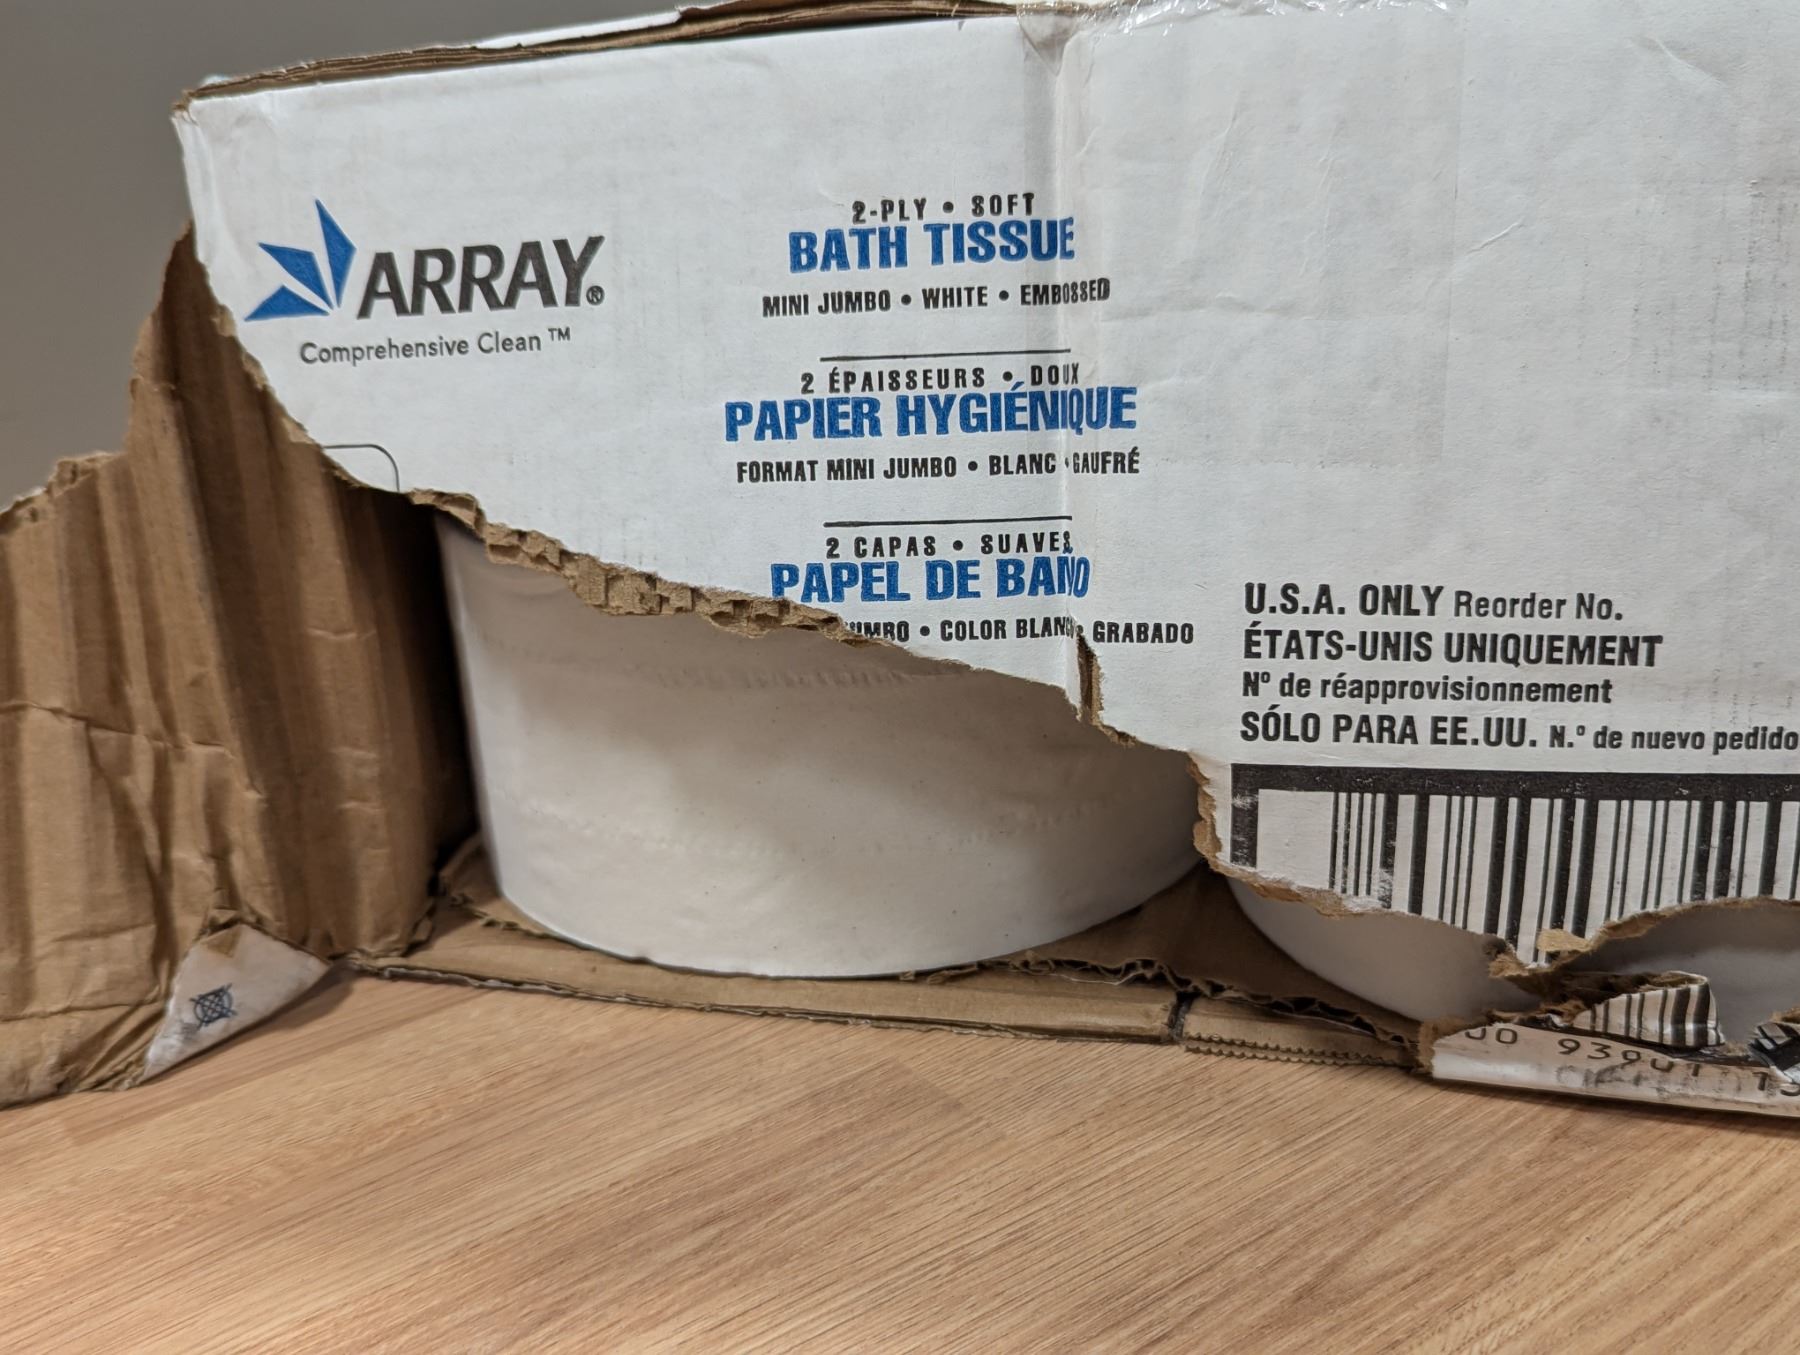 ARRAY®
Comprehensive Clean™
2-PLY • SOFT
BATH TISSUE
MINI JUMBO • WHITE • EMBOSSED
2 ÉPAISSEURS • DOUX
PAPIER HYGIÉNIQUE
FORMAT MINI JUMBO • BLANC • GAUFRÉ
2 CAPAS • SUAVES
PAPEL DE BAÑO
• COLOR BLANCO • GRABADO
U.S.A. ONLY Reorder No.
ÉTATS-UNIS UNIQUEMENT
Nº de réapprovisionnement
SÓLO PARA EE.UU. N.º de nuevo pedido